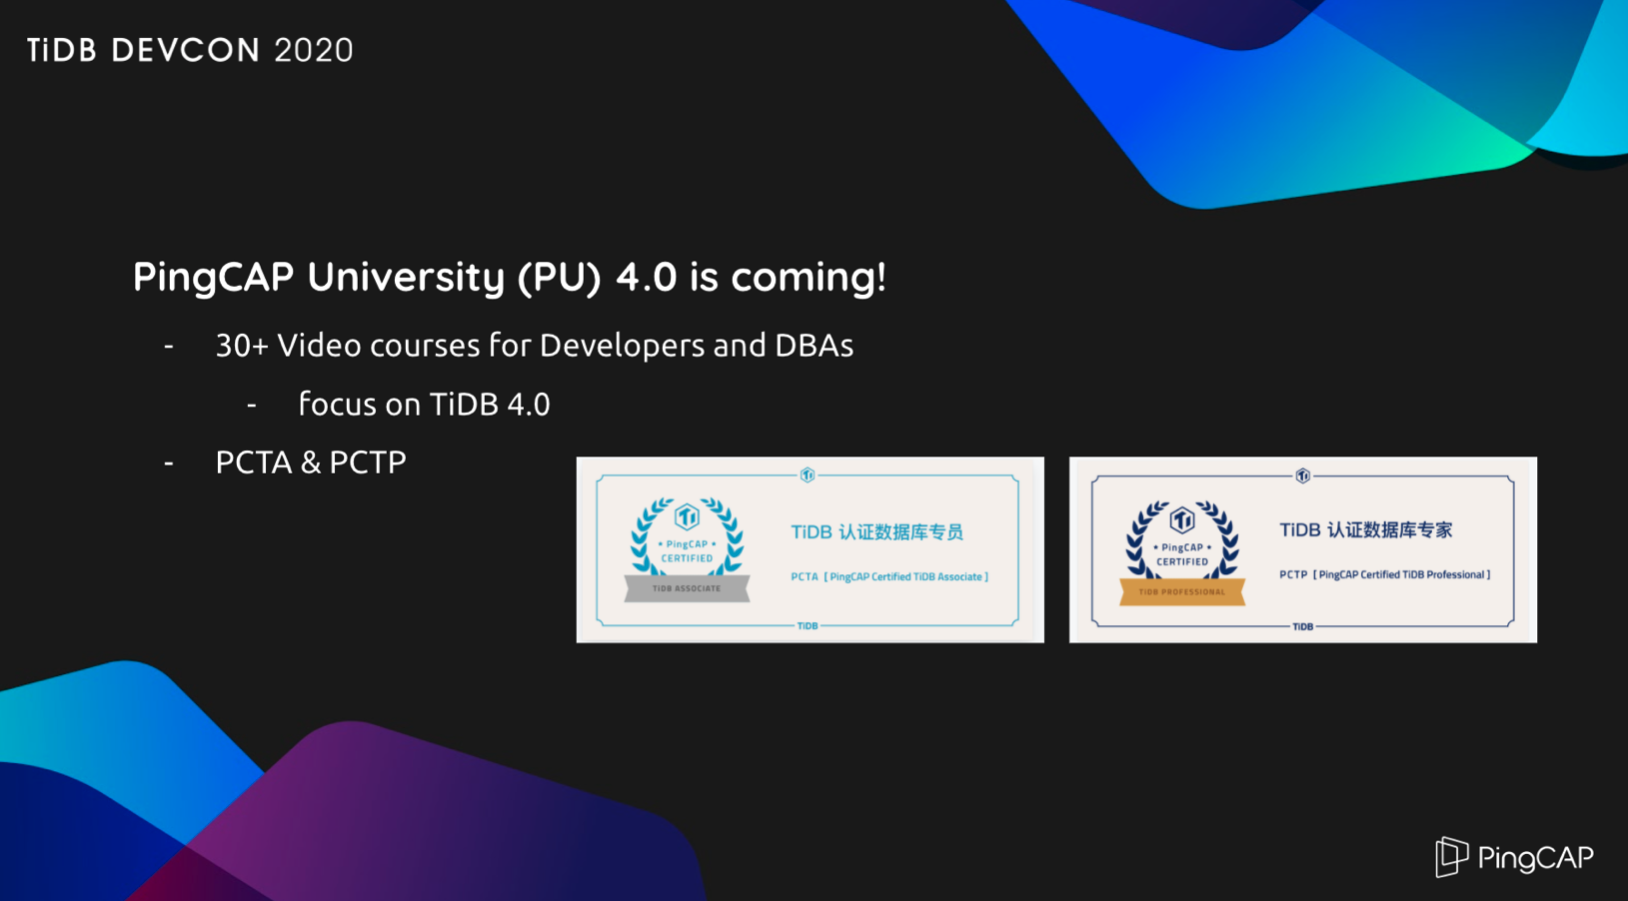 TiDB DEVCON 2020
PingCAP University (PU) 4.0 is coming!
- 30+ Video courses for Developers and DBAs
- focus on TiDB 4.0
- PCTA & PCTP
PingCAP
CERTIFIED
TiDB ASSOCIATE
TiDB 认证数据库专员
PCTA [ PingCAP Certified TiDB Associate ]
TiDB
PingCAP
CERTIFIED
TiDB PROFESSIONAL
TiDB 认证数据库专家
PCTP [ PingCAP Certified TiDB Professional ]
TiDB
PingCAP